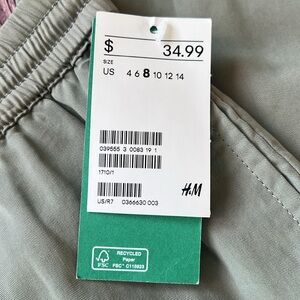 $ 34.99
SIZE
US 4 6 8 10 12 14
039555 3 0083 19 1
1710/1
H&M
US/R7 0366630 003
RECYCLED
Paper
FSC FSC® C115923